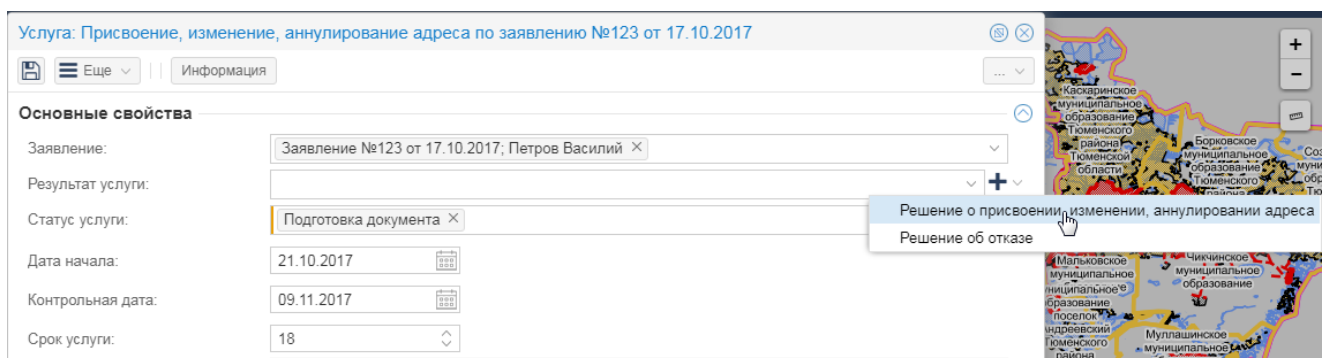 Услуга: Присвоение, изменение, аннулирование адреса по заявлению №123 от 17.10.2017
Еще
Информация
...
Основные свойства
Заявление:
Заявление №123 от 17.10.2017; Петров Василий ×
Результат услуги:
Статус услуги:
Подготовка документа ×
Решение о присвоении, изменении, аннулировании адреса
Решение об отказе
Дата начала:
21.10.2017
Контрольная дата:
09.11.2017
Срок услуги:
18
+
−
Каскаринское
муниципальное
образование
Тюменского
района
Тюменской
области
Борковское
муниципальное
образование
Тюменского
района
Мальковское
муниципальное
образование
поселок
Андреевский
Тюменского
района
Чикчинское
муниципальное
образование
Муллашинское
муниципальное